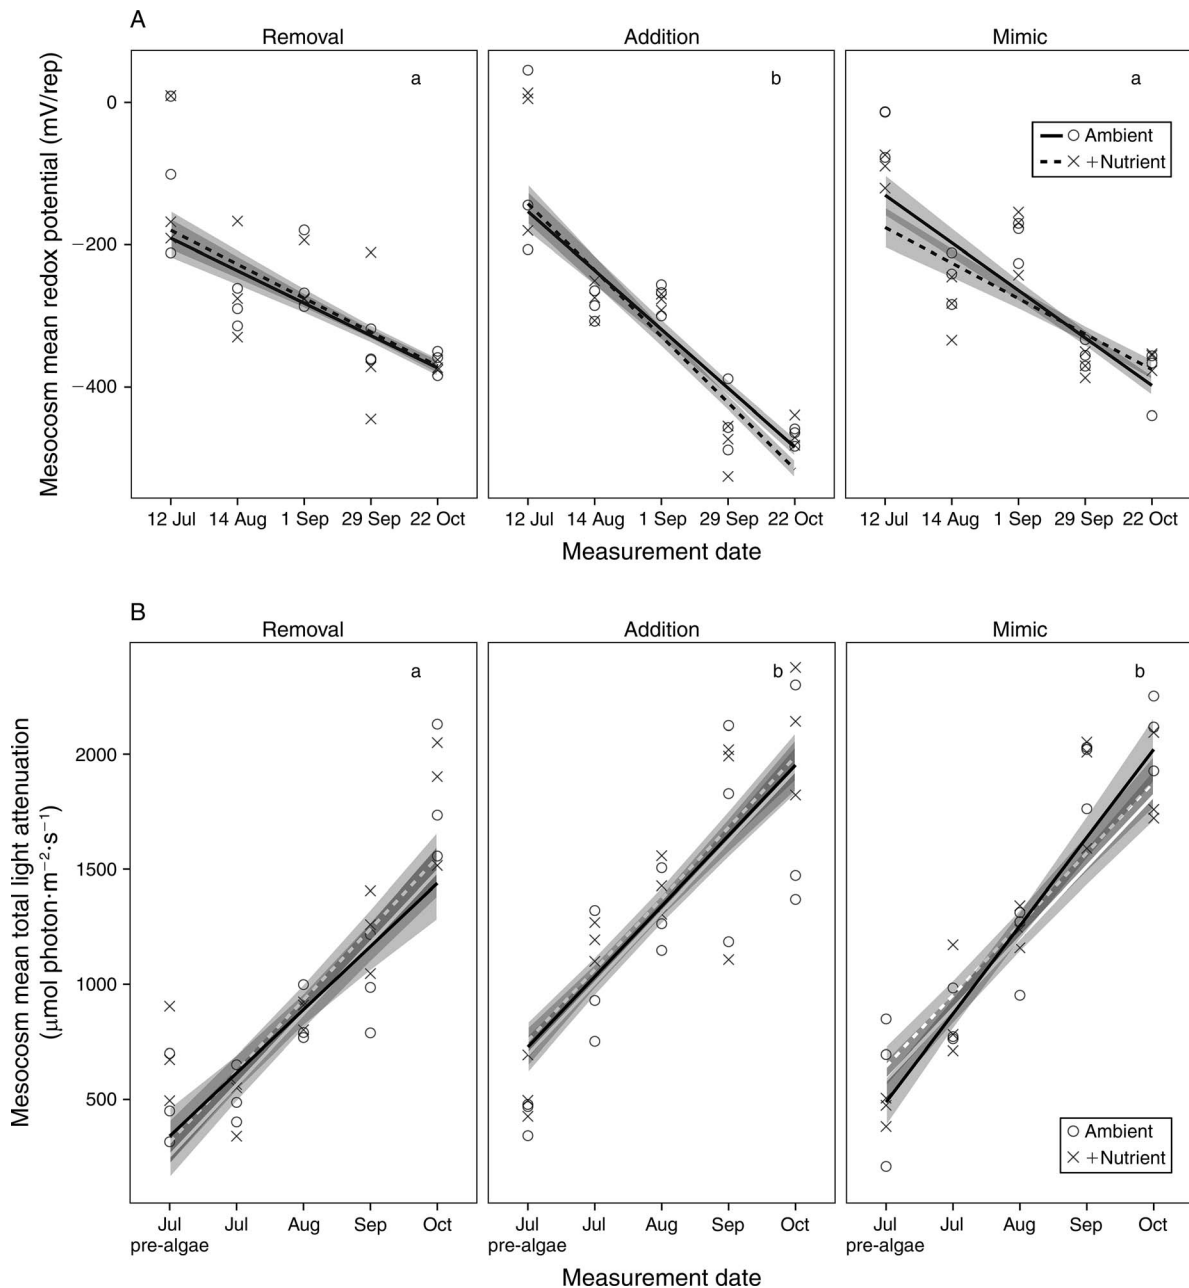 A
Removal
Addition
Mimic
Mesocosm mean redox potential (mV/rep)
0
−200
−400
a
b
a
Ambient
+Nutrient
12 Jul
14 Aug
1 Sep
29 Sep
22 Oct
12 Jul
14 Aug
1 Sep
29 Sep
22 Oct
12 Jul
14 Aug
1 Sep
29 Sep
22 Oct
Measurement date
B
Removal
Addition
Mimic
Mesocosm mean total light attenuation
(μmol photon·m−2·s−1)
2000
1500
1000
500
a
b
b
Ambient
+Nutrient
Jul
pre-algae
Jul
Aug
Sep
Oct
Jul
pre-algae
Jul
Aug
Sep
Oct
Jul
pre-algae
Jul
Aug
Sep
Oct
Measurement date